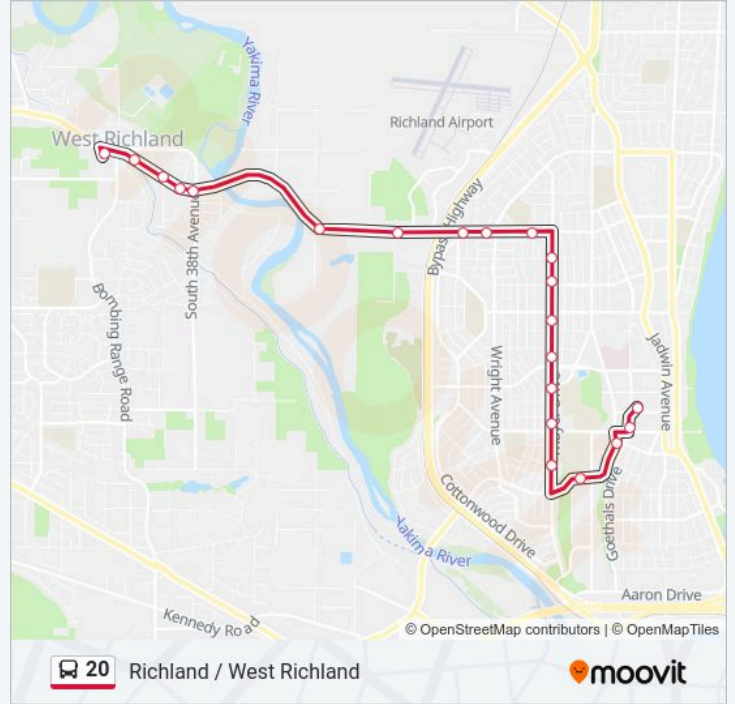 Yakima River
Richland Airport
West Richland
Bypass Highway
South 38th Avenue
Bombing Range Road
Wright Avenue
Jadwin Avenue
Cottonwood Drive
Goethals Drive
Yakima River
Aaron Drive
Kennedy Road
© OpenStreetMap contributors | © OpenMapTiles
20 Richland / West Richland
moovit